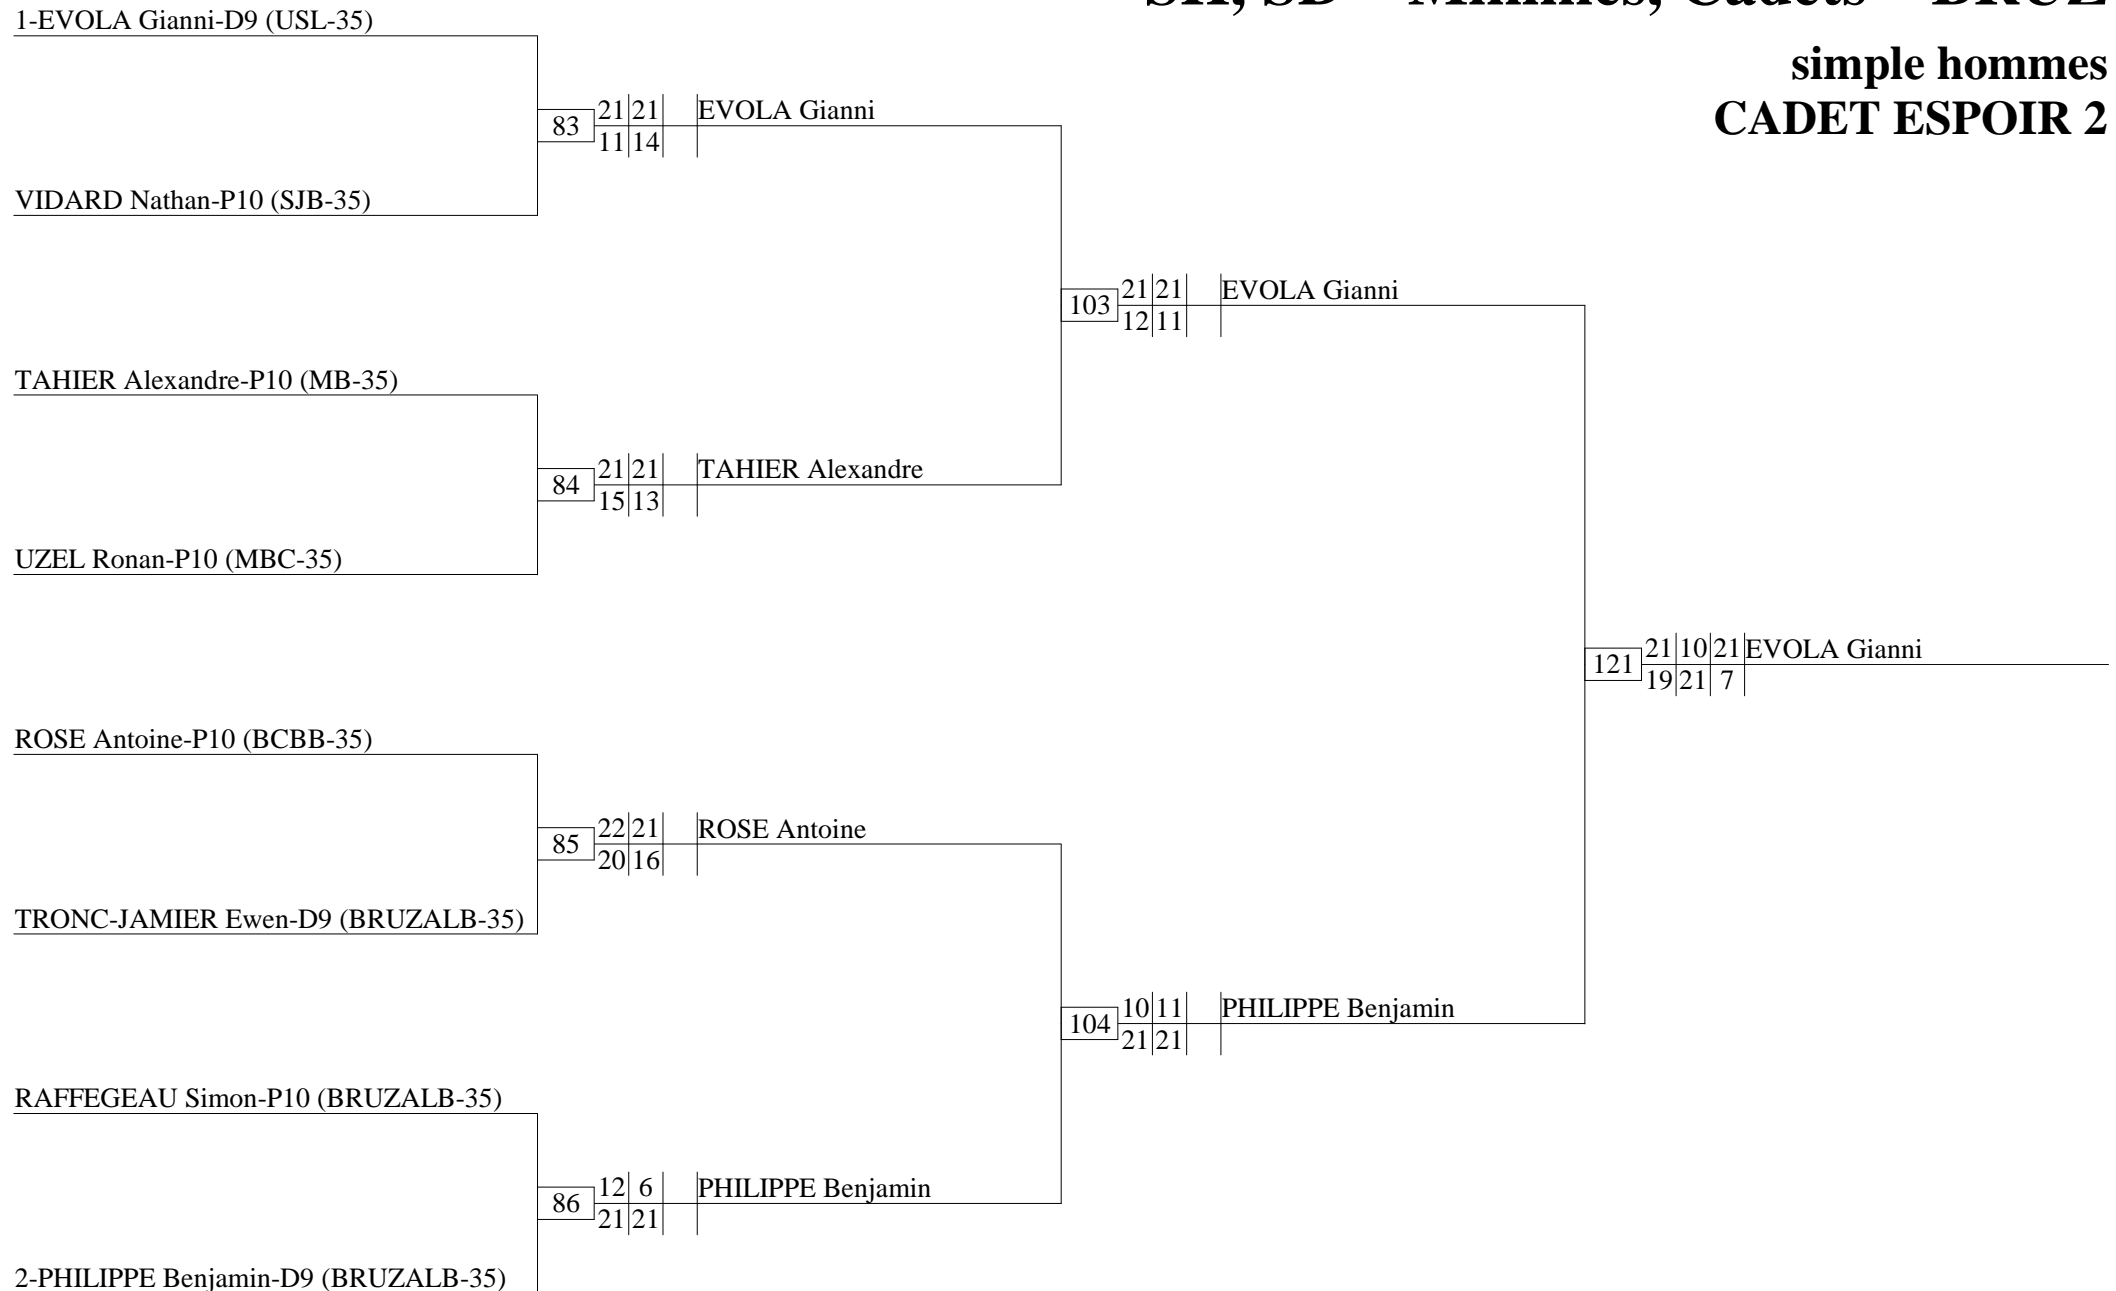 simple hommes
CADET ESPOIR 2
1-EVOLA Gianni-D9 (USL-35)
83
21 21
11 14
EVOLA Gianni
VIDARD Nathan-P10 (SJB-35)
103
21 21
12 11
EVOLA Gianni
TAHIER Alexandre-P10 (MB-35)
84
21 21
15 13
TAHIER Alexandre
UZEL Ronan-P10 (MBC-35)
121
21 10 21
19 21 7
EVOLA Gianni
ROSE Antoine-P10 (BCBB-35)
85
22 21
20 16
ROSE Antoine
TRONC-JAMIER Ewen-D9 (BRUZALB-35)
104
10 11
21 21
PHILIPPE Benjamin
RAFFEGEAU Simon-P10 (BRUZALB-35)
86
12 6
21 21
PHILIPPE Benjamin
2-PHILIPPE Benjamin-D9 (BRUZALB-35)